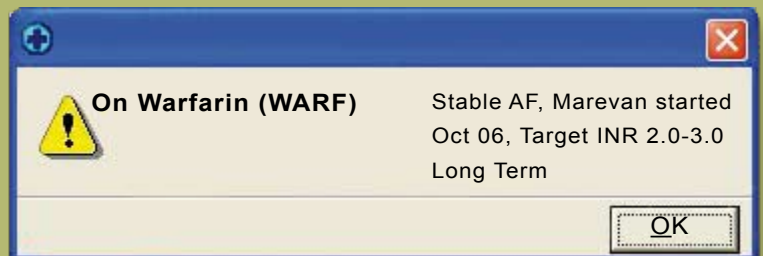 On Warfarin (WARF)
Stable AF, Marevan started
Oct 06, Target INR 2.0-3.0
Long Term
OK